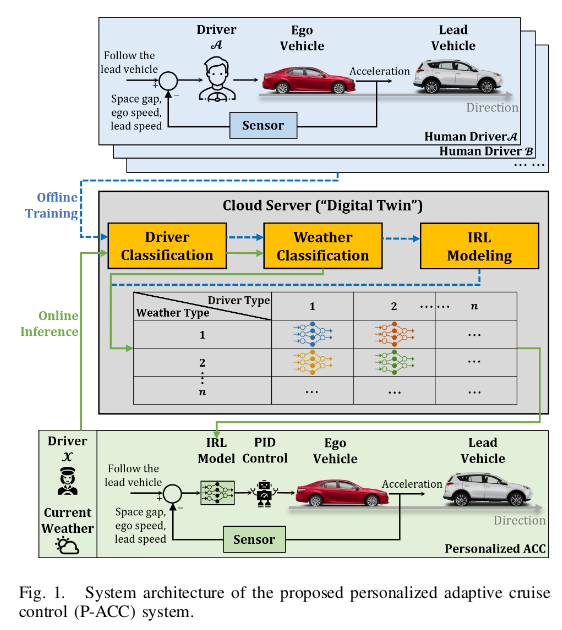 Driver
𝒜
Ego
Vehicle
Lead
Vehicle
Follow the
lead vehicle
+
−
Acceleration
Space gap,
ego speed,
lead speed
Sensor
Direction
Human Driver 𝒜
Human Driver ℬ
... ...
Offline
Training
Cloud Server ("Digital Twin")
Driver
Classification
Weather
Classification
IRL
Modeling
Online
Inference
Driver Type
Weather Type
1
2
... ...
n
1
...
2
...
⋮
n
...
...
...
Driver
𝒳
Current
Weather
IRL
Model
PID
Control
Ego
Vehicle
Lead
Vehicle
Follow the
lead vehicle
+
−
Acceleration
Space gap,
ego speed,
lead speed
Sensor
Direction
Personalized ACC
Fig. 1. System architecture of the proposed personalized adaptive cruise
control (P-ACC) system.